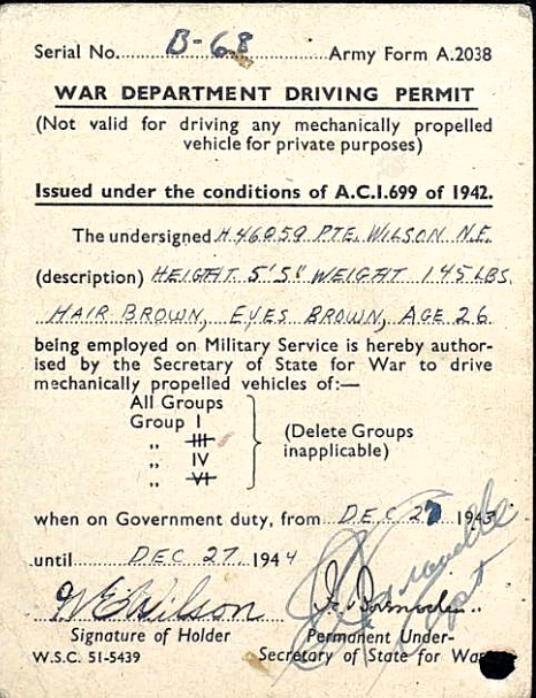 Serial No. B-68 Army Form A.2038
WAR DEPARTMENT DRIVING PERMIT
(Not valid for driving any mechanically propelled
vehicle for private purposes)
Issued under the conditions of A.C.I.699 of 1942.
The undersigned H.46059 PTE. WILSON N.E.
(description) HEIGHT 5'5" WEIGHT 145 LBS.
HAIR BROWN, EYES BROWN, AGE 26
being employed on Military Service is hereby author-
ised by the Secretary of State for War to drive
mechanically propelled vehicles of:—
All Groups
Group I
„ III
„ IV
„ VI
(Delete Groups
inapplicable)
when on Government duty, from DEC 27 1943
until DEC 27 1944
Wilson
Signature of Holder
Permanent Under-
W.S.C. 51-5439 Secretary of State for War
Capt